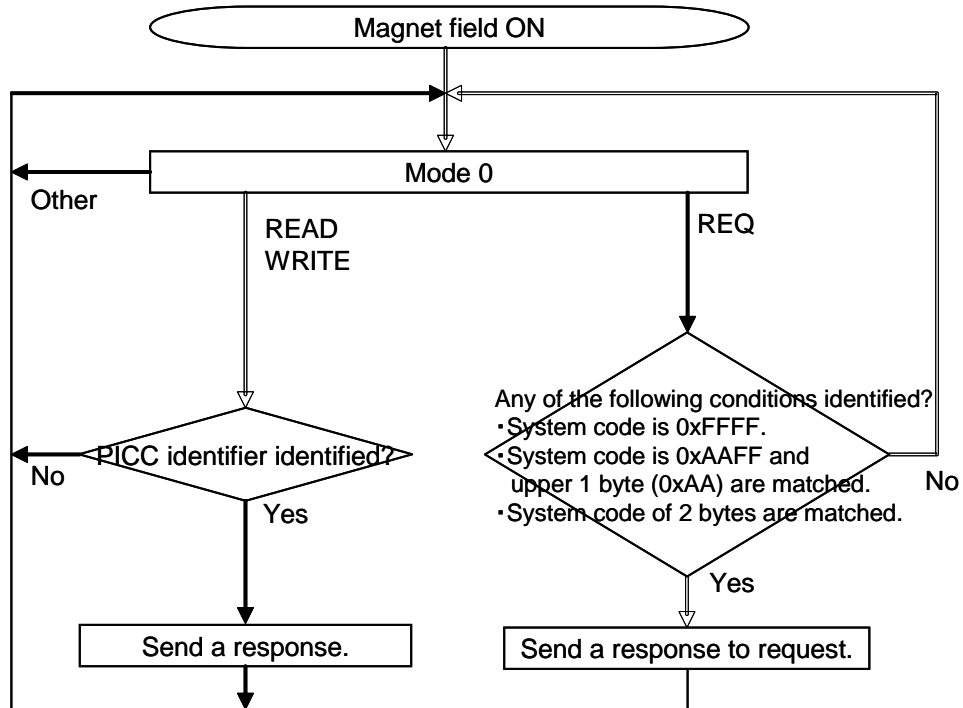 Magnet field ON
Mode 0
Other
READ
WRITE
REQ
Any of the following conditions identified?
・System code is 0xFFFF.
・System code is 0xAAFF and
upper 1 byte (0xAA) are matched.
・System code of 2 bytes are matched.
PICC identifier identified?
No
No
Yes
Yes
Send a response.
Send a response to request.